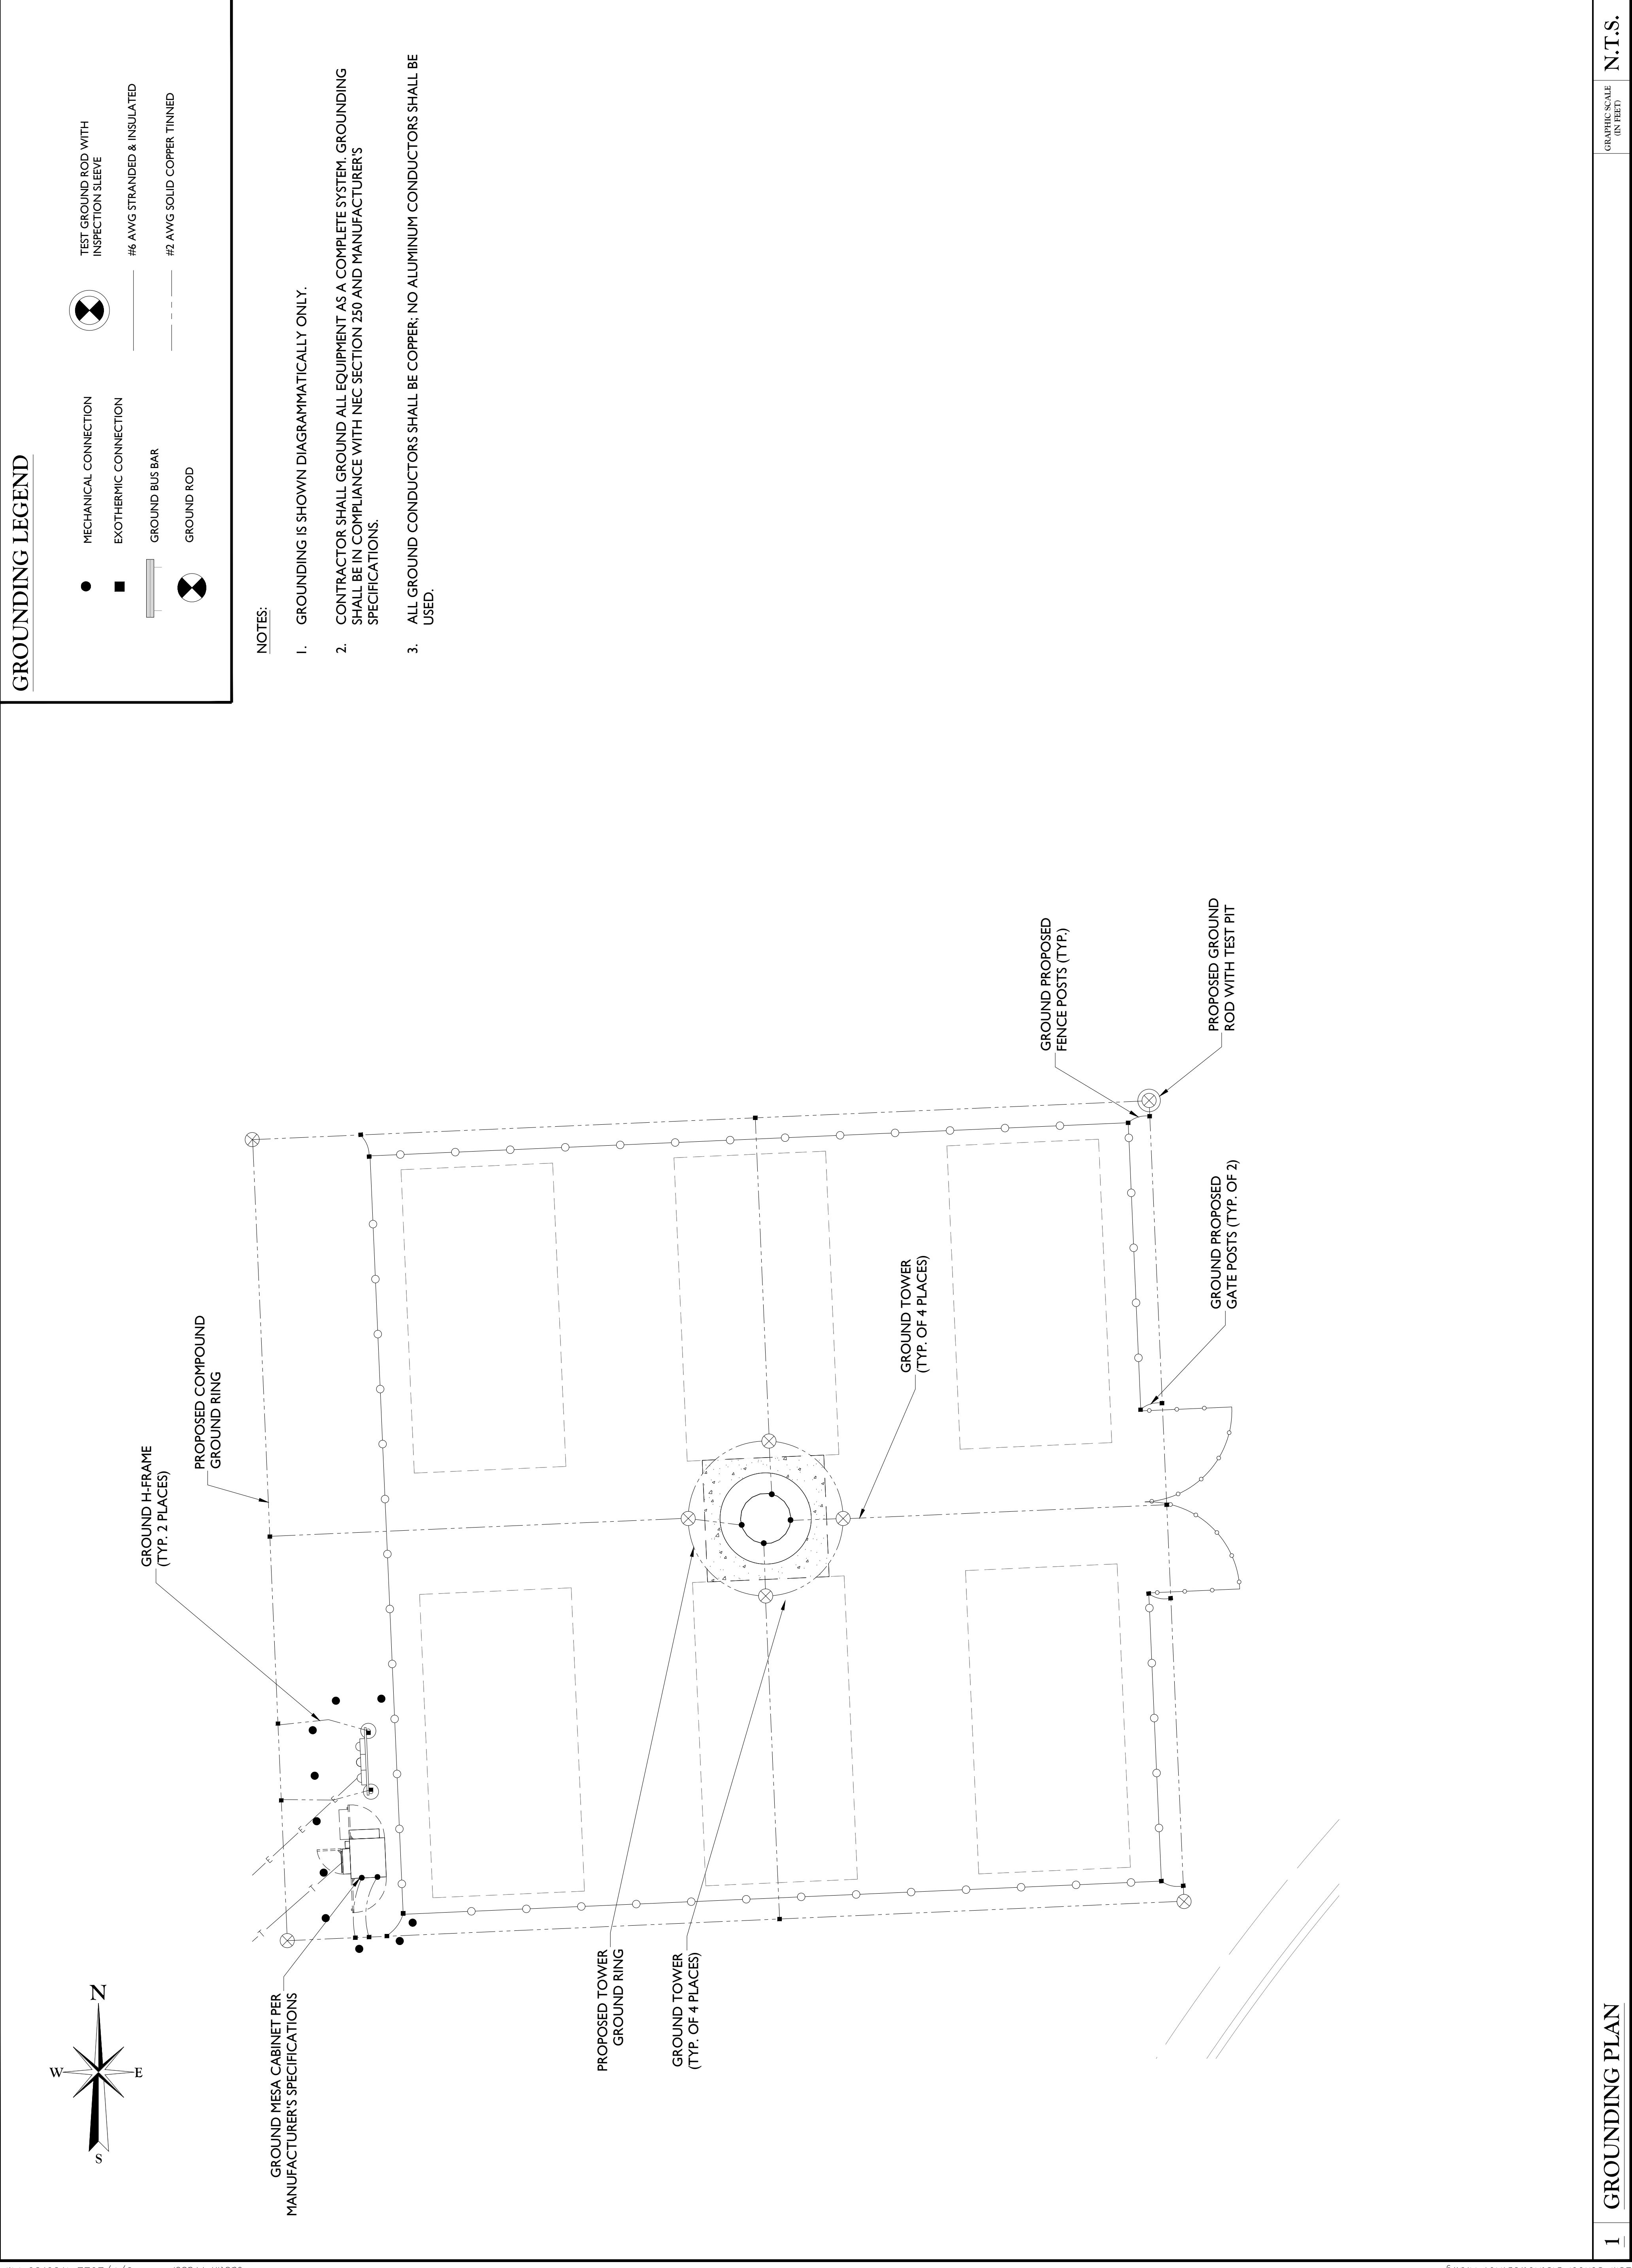 GROUNDING LEGEND
MECHANICAL CONNECTION
EXOTHERMIC CONNECTION
GROUND BUS BAR
GROUND ROD
TEST GROUND ROD WITH
INSPECTION SLEEVE
#6 AWG STRANDED & INSULATED
#2 AWG SOLID COPPER TINNED
NOTES:
1. GROUNDING IS SHOWN DIAGRAMMATICALLY ONLY.
2. CONTRACTOR SHALL GROUND ALL EQUIPMENT AS A COMPLETE SYSTEM. GROUNDING
SHALL BE IN COMPLIANCE WITH NEC SECTION 250 AND MANUFACTURER'S
SPECIFICATIONS.
3. ALL GROUND CONDUCTORS SHALL BE COPPER; NO ALUMINUM CONDUCTORS SHALL BE
USED.
N
W
E
S
GROUND H-FRAME
(TYP. 2 PLACES)
PROPOSED COMPOUND
GROUND RING
GROUND MESA CABINET PER
MANUFACTURER'S SPECIFICATIONS
T
T
E
E
E
PROPOSED TOWER
GROUND RING
GROUND TOWER
(TYP. OF 4 PLACES)
GROUND TOWER
(TYP. OF 4 PLACES)
GROUND PROPOSED
FENCE POSTS (TYP.)
GROUND PROPOSED
GATE POSTS (TYP. OF 2)
PROPOSED GROUND
ROD WITH TEST PIT
1
GROUNDING PLAN
GRAPHIC SCALE
(IN FEET)
N.T.S.